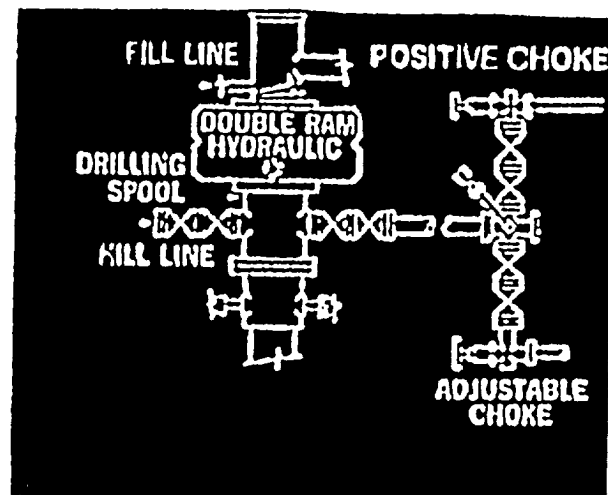 FILL LINE
POSITIVE CHOKE
DOUBLE RAM
HYDRAULIC
DRILLING
SPOOL
KILL LINE
ADJUSTABLE
CHOKE